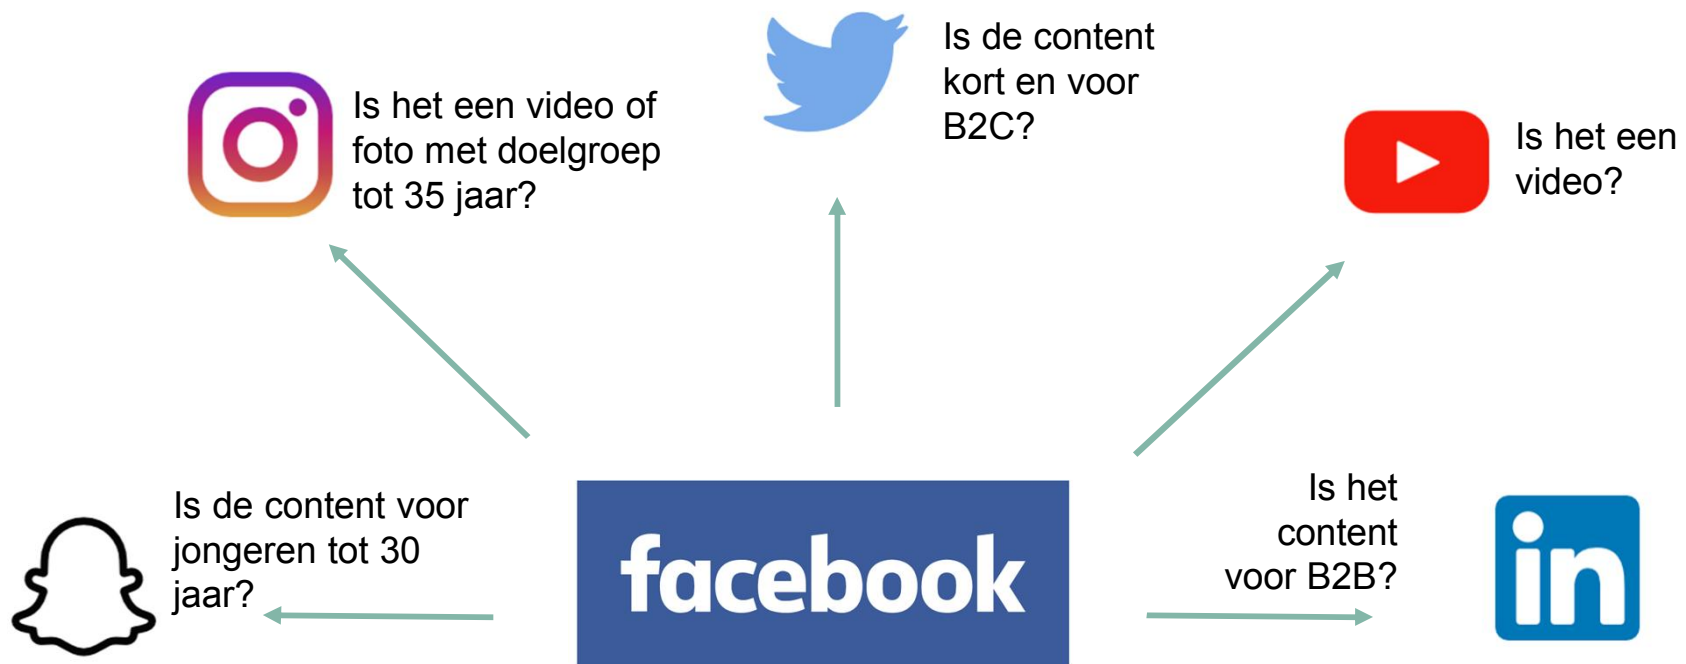 Is de content
kort en voor
B2C?
Is het een video of
foto met doelgroep
tot 35 jaar?
Is het een
video?
Is de content voor
jongeren tot 30
jaar?
facebook
Is het
content
voor B2B?
in